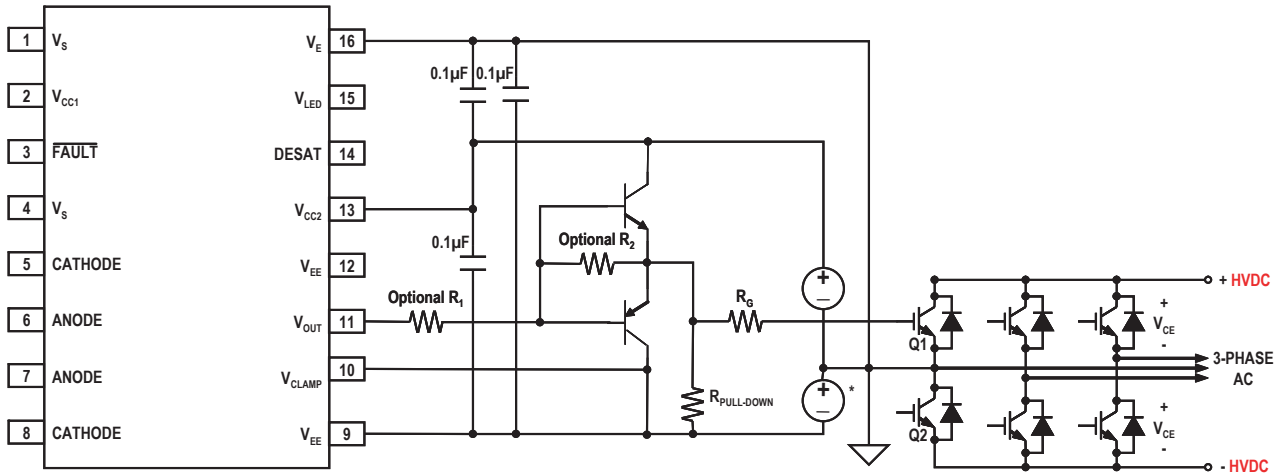 1 V_S
2 V_CC1
3 FAULT
4 V_S
5 CATHODE
6 ANODE
7 ANODE
8 CATHODE
V_E 16
V_LED 15
DESAT 14
V_CC2 13
V_EE 12
V_OUT 11
V_CLAMP 10
V_EE 9
0.1µF 0.1µF
0.1µF
Optional R_1
Optional R_2
R_G
R_PULL-DOWN
+
_
+
_
*
Q1
Q2
+
V_CE
-
+
V_CE
-
+ HVDC
3-PHASE
AC
- HVDC